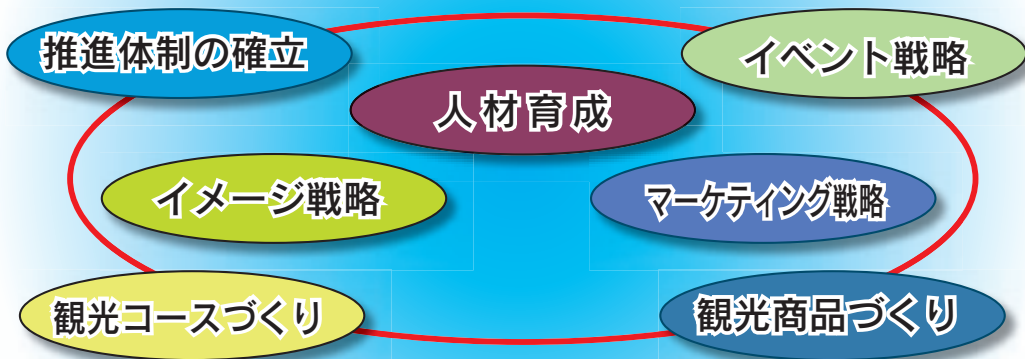 推進体制の確立
イベント戦略
人材育成
イメージ戦略
マーケティング戦略
観光コースづくり
観光商品づくり